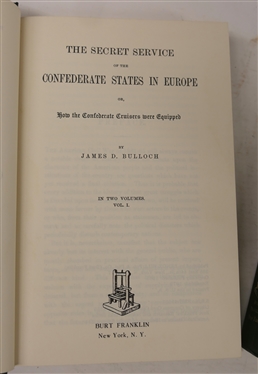 THE SECRET SERVICE
OF THE
CONFEDERATE STATES IN EUROPE
OR,
How the Confederate Cruisers were Equipped
BY
JAMES D. BULLOCH
IN TWO VOLUMES.
VOL. I.
BURT FRANKLIN
New York, N. Y.